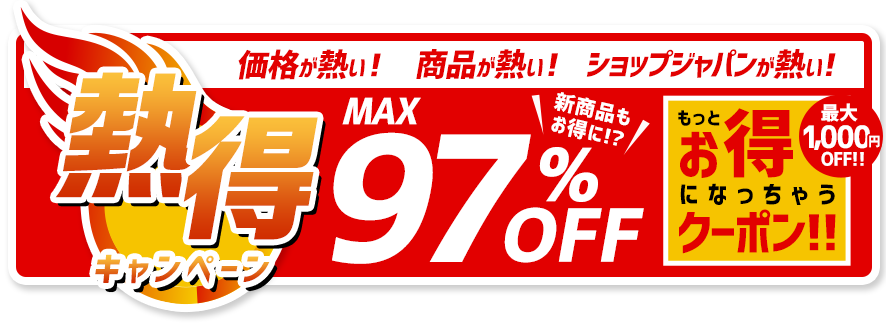 価格が熱い! 商品が熱い! ショップジャパンが熱い!
熱得
キャンペーン
MAX
97%OFF
新商品も
お得に!?
もっと
お得
になっちゃう
クーポン!!
最大
1,000円
OFF!!